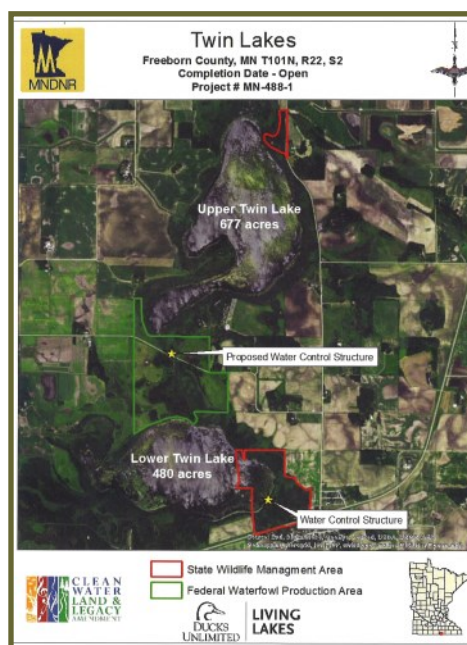 MNDNR
Twin Lakes
Freeborn County, MN T101N, R22, S2
Completion Date - Open
Project # MN-488-1
Upper Twin Lake
677 acres
Proposed Water Control Structure
Lower Twin Lake
480 acres
Water Control Structure
State Wildlife Managment Area
Federal Waterfowl Production Area
CLEAN
WATER
LAND &
LEGACY
AMENDMENT
DUCKS
UNLIMITED
LIVING
LAKES